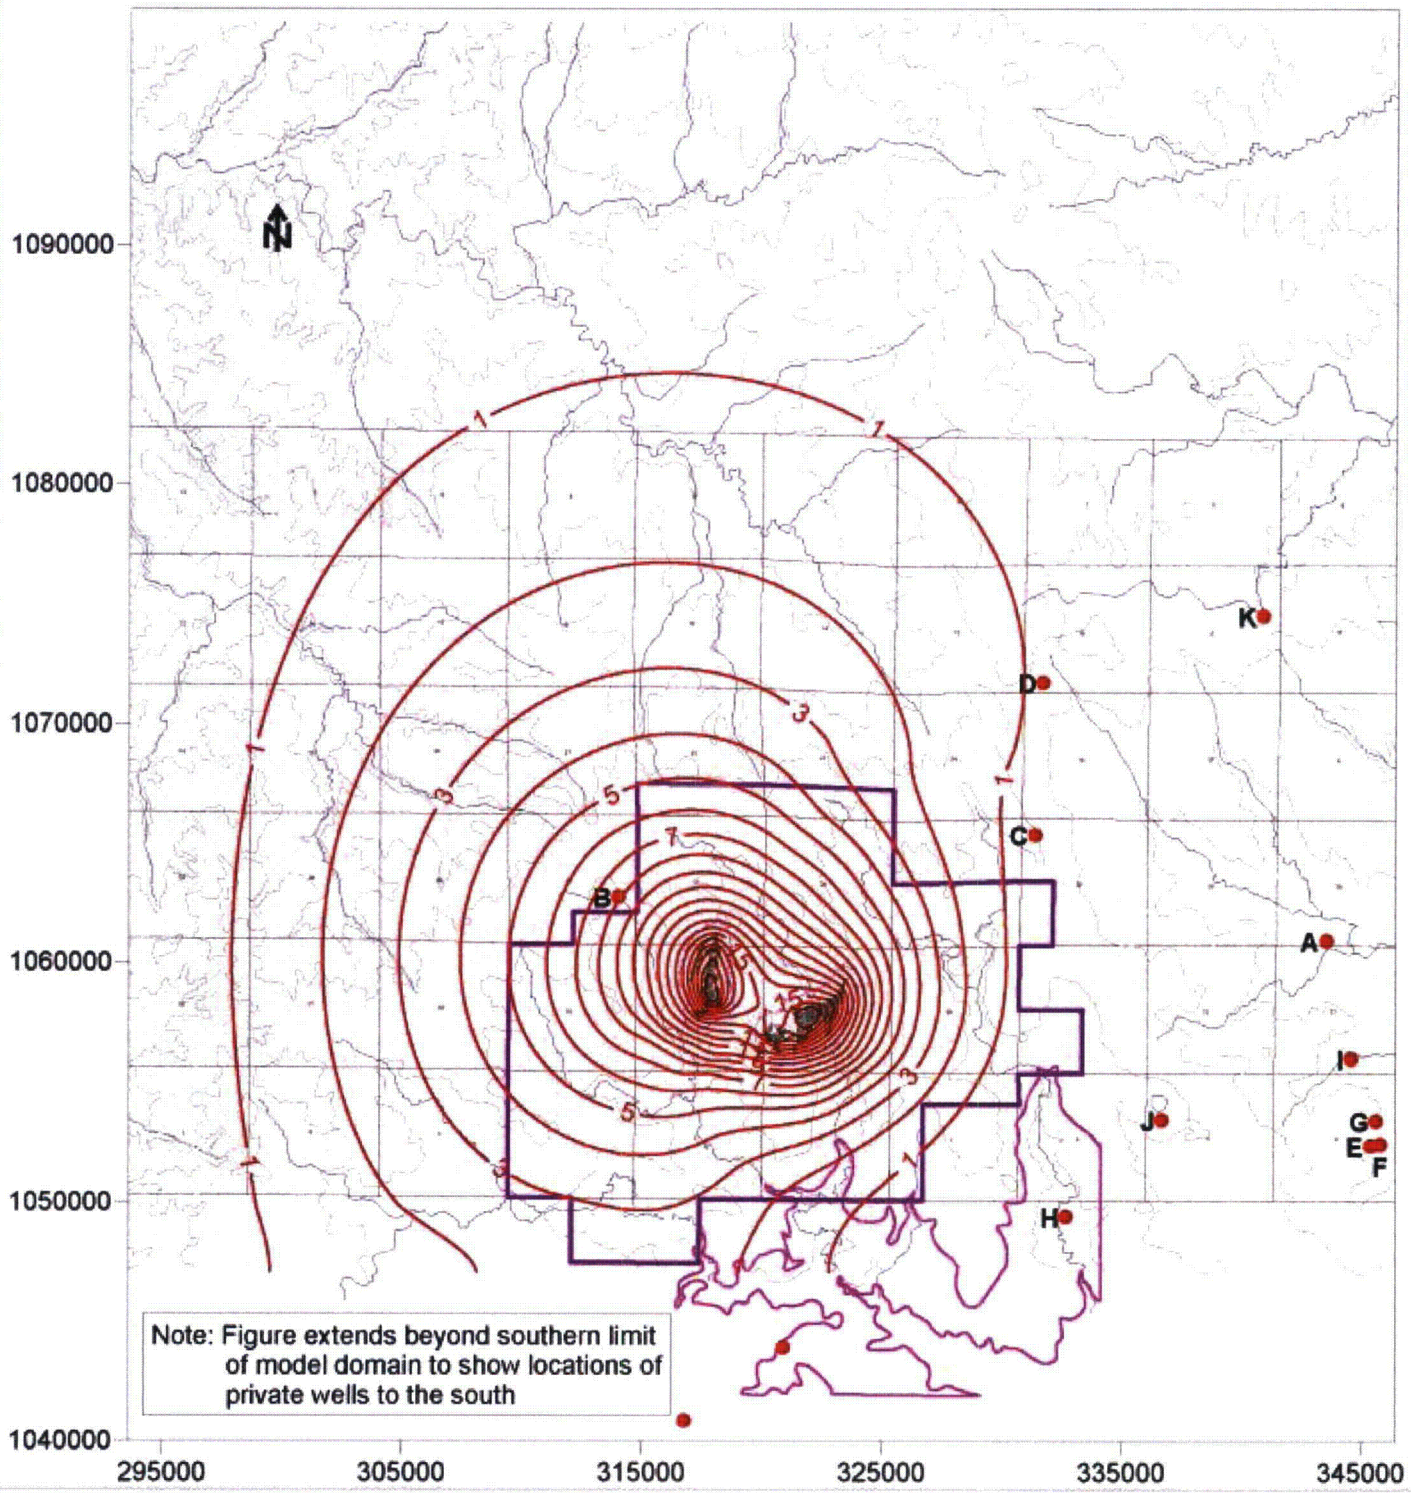 N
1
1
1090000
1080000
K
D
1070000
3
1
1
3
5
7
C
B
A
1060000
15
15
I
3
5
J
G
E
F
1
1
3
1050000
H
Note: Figure extends beyond southern limit
of model domain to show locations of
private wells to the south
1040000
295000 305000 315000 325000 335000 345000